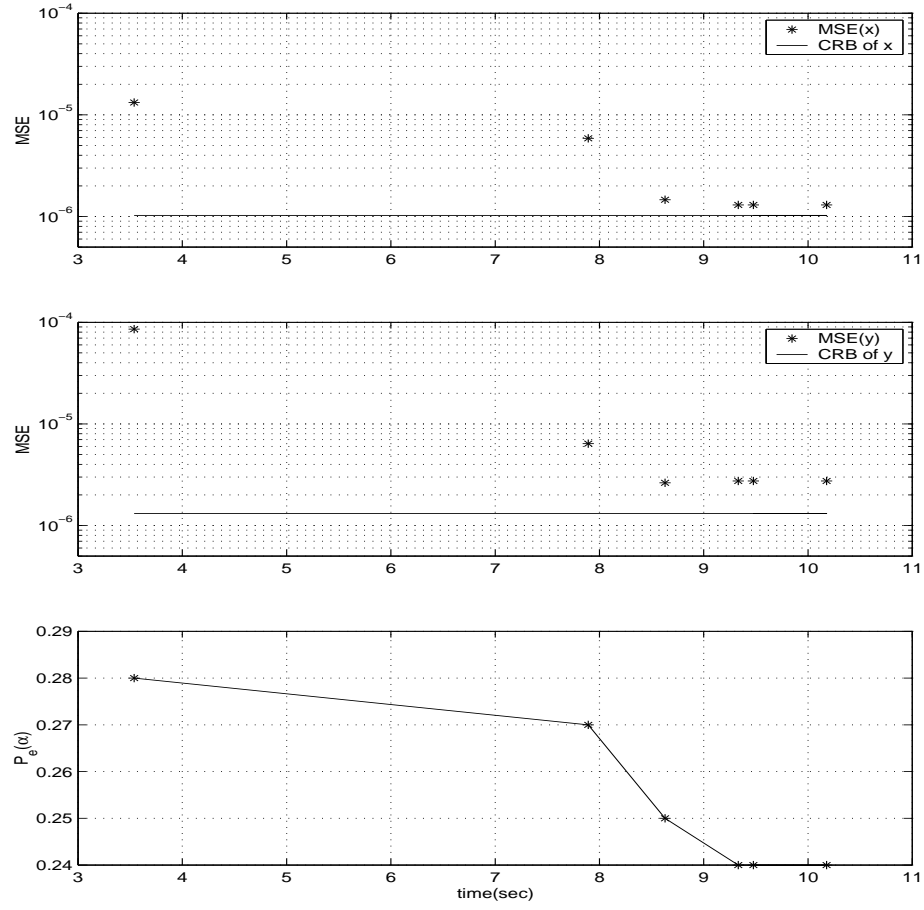 10^-4
10^-5
10^-6
MSE
MSE(x)
CRB of x
3 4 5 6 7 8 9 10 11
10^-4
10^-5
10^-6
MSE
MSE(y)
CRB of y
3 4 5 6 7 8 9 10 11
0.29
0.28
0.27
0.26
0.25
0.24
P_e(α)
3 4 5 6 7 8 9 10 11
time(sec)